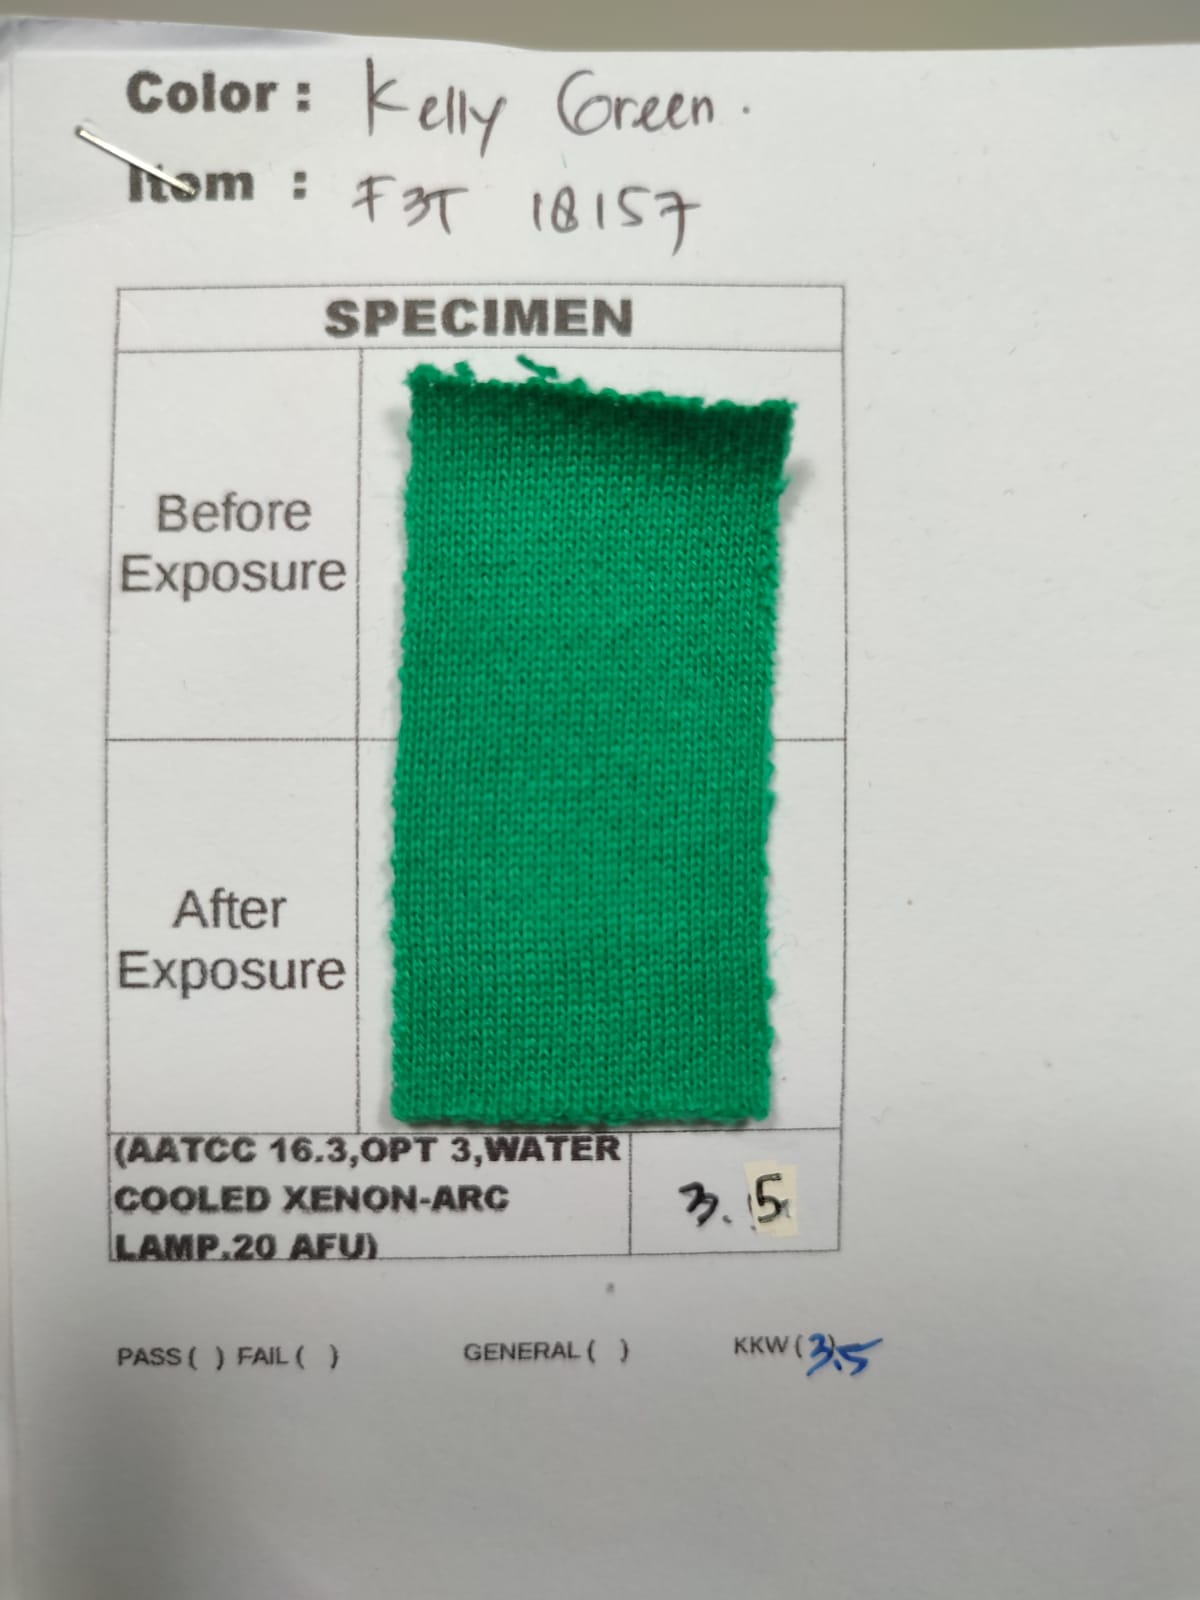 Color : Kelly Green.
Item : F3T 18157
SPECIMEN
Before
Exposure
After
Exposure
(AATCC 16.3,OPT 3,WATER
COOLED XENON-ARC
LAMP.20 AFU)
3.5
PASS ( ) FAIL ( ) GENERAL ( ) KKW (3.5)